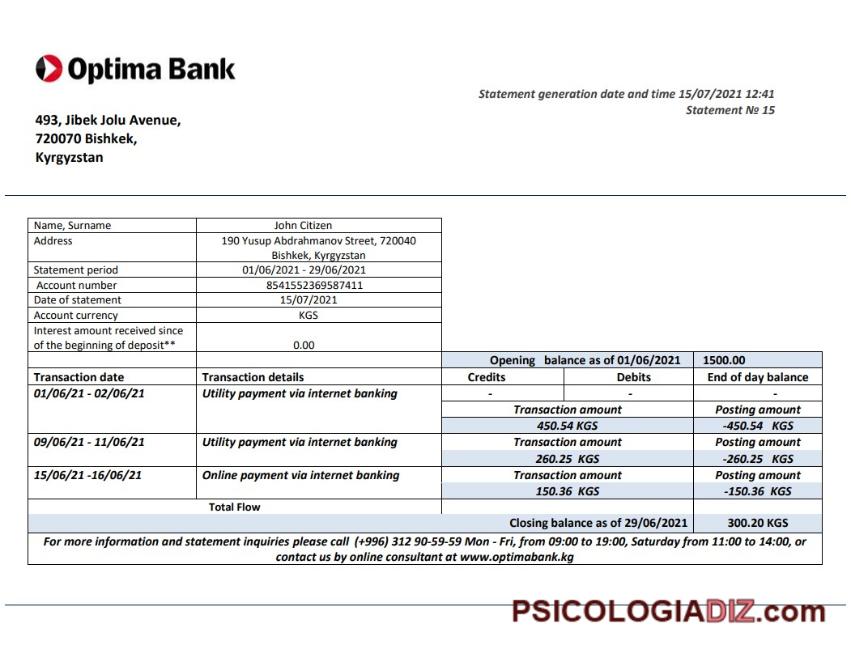 Optima Bank
Statement generation date and time 15/07/2021 12:41
Statement № 15
493, Jibek Jolu Avenue,
720070 Bishkek,
Kyrgyzstan
Name, Surname John Citizen
Address 190 Yusup Abdrahmanov Street, 720040
Bishkek, Kyrgyzstan
Statement period 01/06/2021 - 29/06/2021
Account number 8541552369587411
Date of statement 15/07/2021
Account currency KGS
Interest amount received since
of the beginning of deposit** 0.00
Opening balance as of 01/06/2021 1500.00
Transaction date Transaction details Credits Debits End of day balance
01/06/21 - 02/06/21 Utility payment via internet banking - - -
Transaction amount Posting amount
450.54 KGS -450.54 KGS
09/06/21 - 11/06/21 Utility payment via internet banking Transaction amount Posting amount
260.25 KGS -260.25 KGS
15/06/21 -16/06/21 Online payment via internet banking Transaction amount Posting amount
150.36 KGS -150.36 KGS
Total Flow
Closing balance as of 29/06/2021 300.20 KGS
For more information and statement inquiries please call (+996) 312 90-59-59 Mon - Fri, from 09:00 to 19:00, Saturday from 11:00 to 14:00, or
contact us by online consultant at www.optimabank.kg
PSICOLOGIADIZ.com